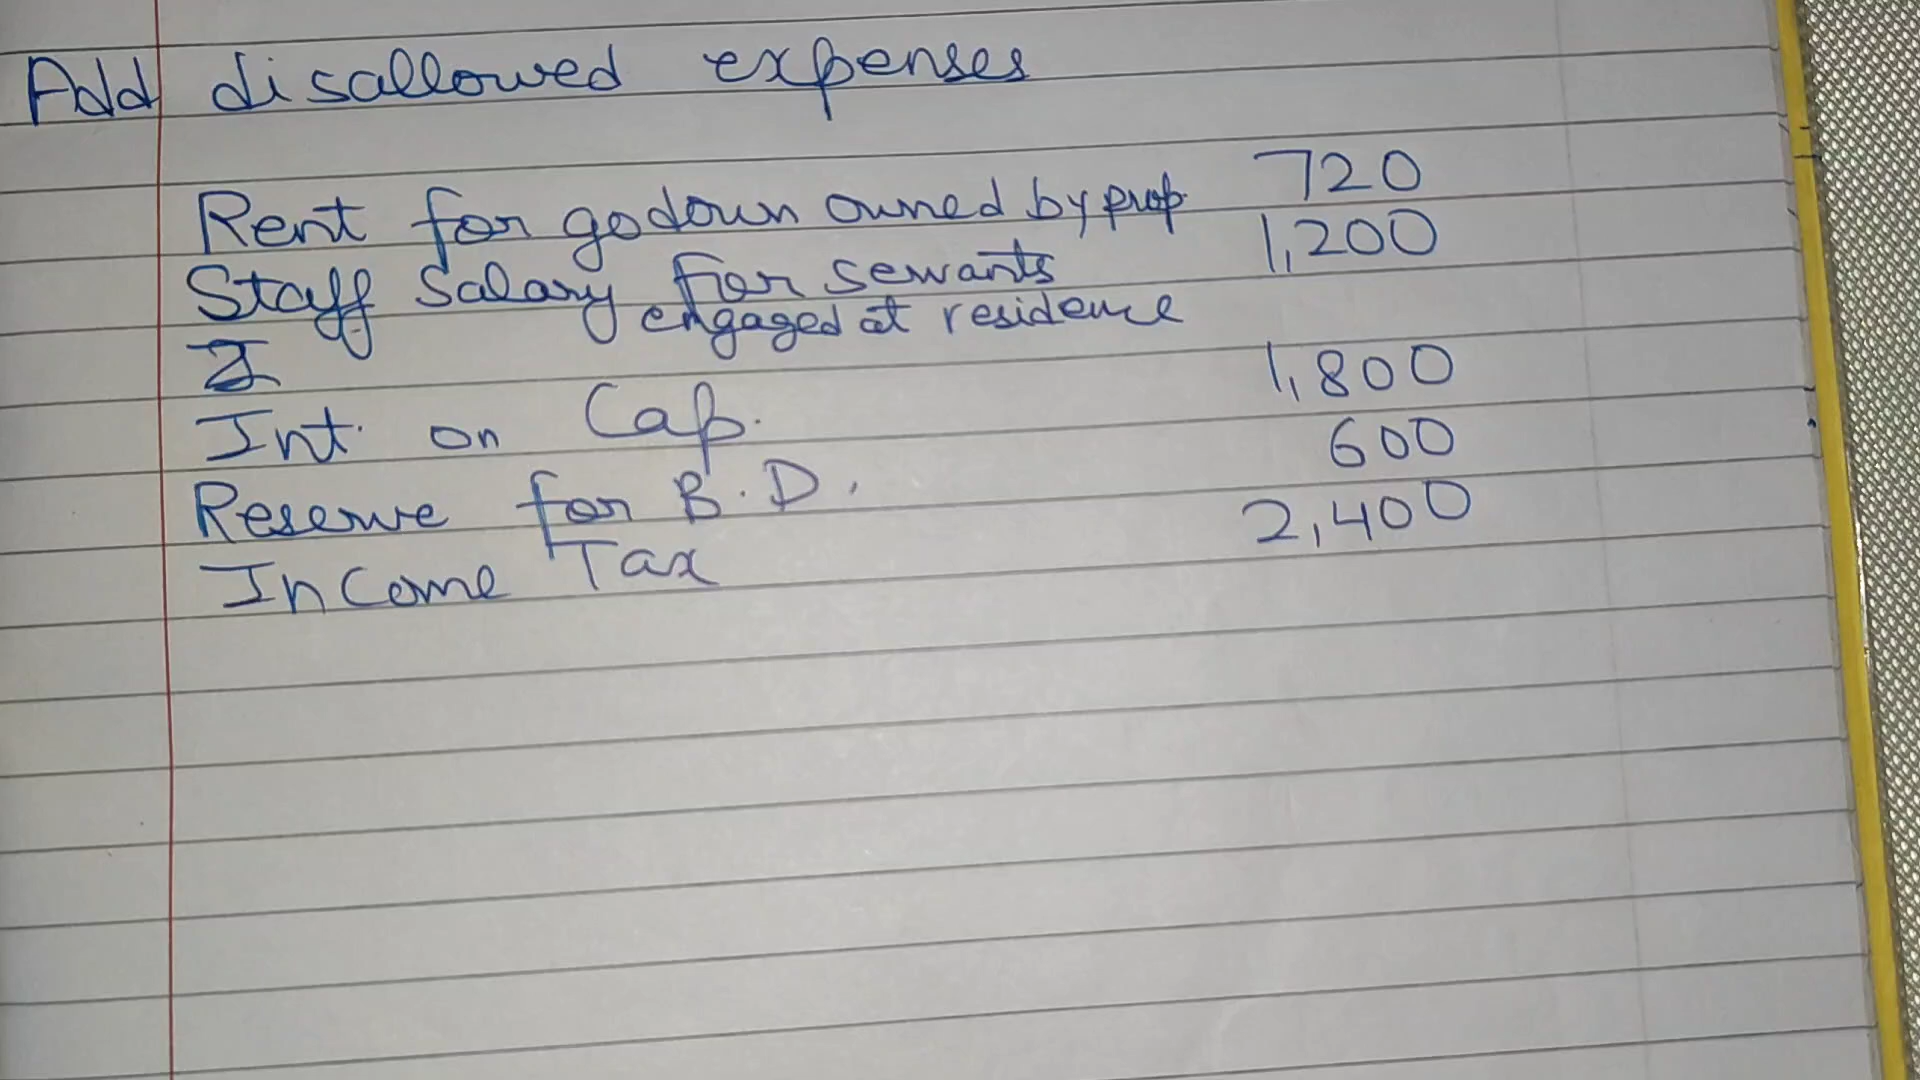 Add disallowed expenses
Rent for godown owned by prop. 720
Staff Salary for servants 1,200
engaged at residence
Int. on Cap. 1,800
Reserve for B.D. 600
Income Tax 2,400